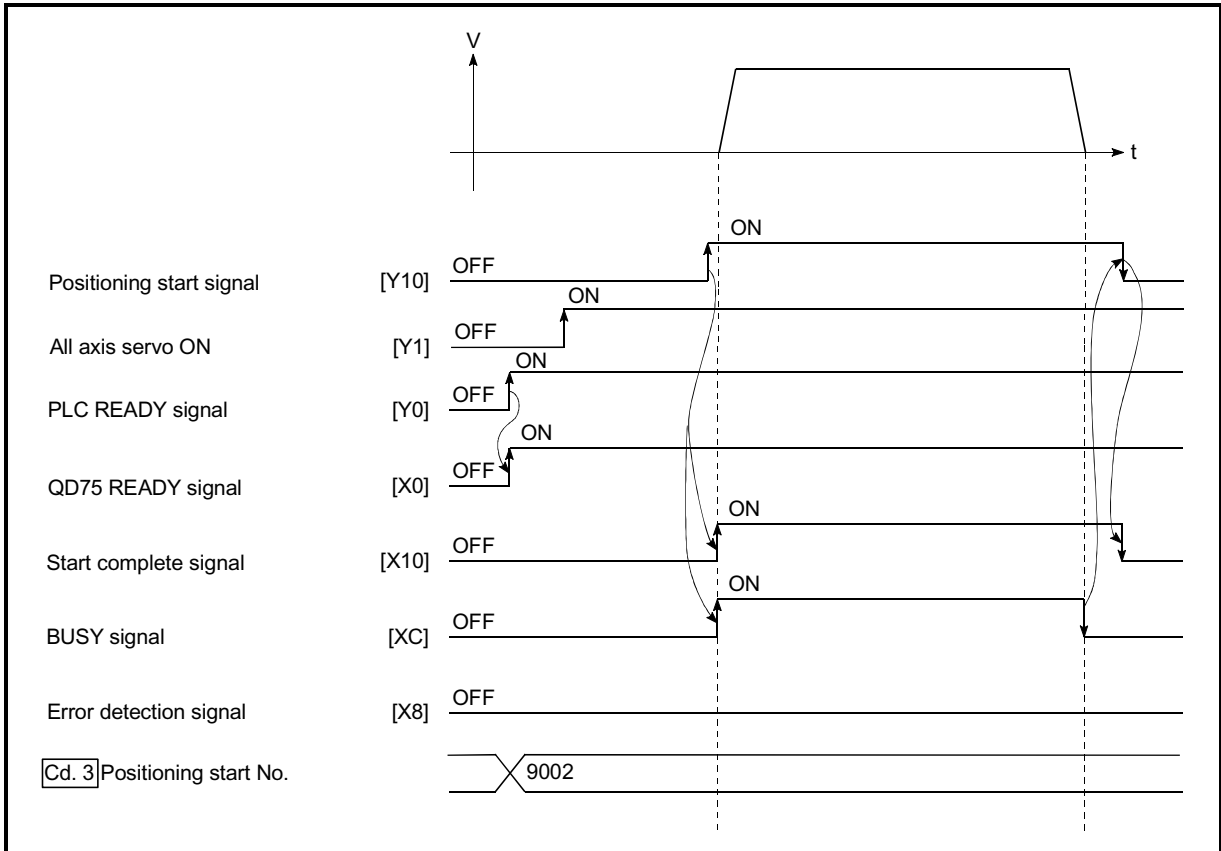 V
t
ON
Positioning start signal [Y10] OFF
ON
All axis servo ON [Y1] OFF
ON
PLC READY signal [Y0] OFF
ON
QD75 READY signal [X0] OFF
ON
Start complete signal [X10] OFF
ON
BUSY signal [XC] OFF
Error detection signal [X8] OFF
Cd. 3 Positioning start No. 9002